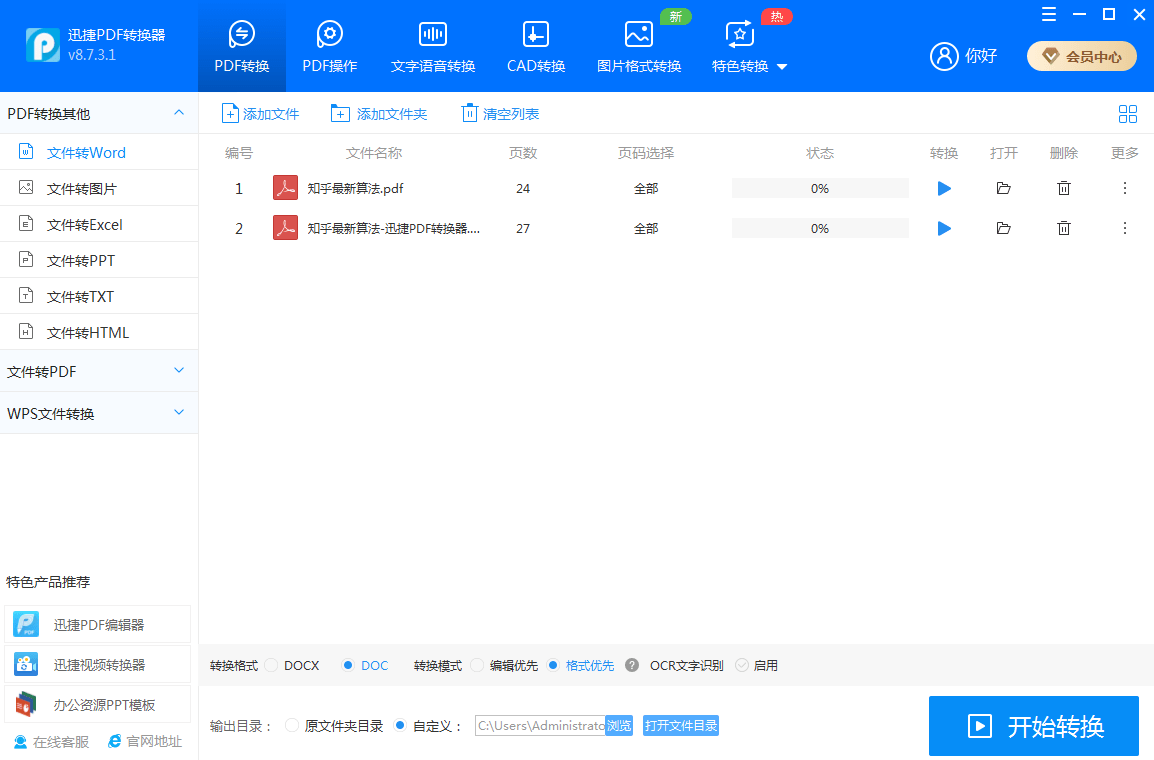 迅捷PDF转换器
v8.7.3.1
PDF转换
PDF操作
文字语音转换
CAD转换
新
图片格式转换
热
特色转换
你好
会员中心
PDF转换其他
文件转Word
文件转图片
文件转Excel
文件转PPT
文件转TXT
文件转HTML
文件转PDF
WPS文件转换
特色产品推荐
迅捷PDF编辑器
迅捷视频转换器
办公资源PPT模板
在线客服 官网地址
添加文件 添加文件夹 清空列表
编号 文件名称 页数 页码选择 状态 转换 打开 删除 更多
1 知乎最新算法.pdf 24 全部 0%
2 知乎最新算法-迅捷PDF转换器.... 27 全部 0%
转换格式 DOCX DOC 转换模式 编辑优先 格式优先 ? OCR文字识别 启用
输出目录： 原文件夹目录 自定义： C:\Users\Administrato 浏览 打开文件目录
开始转换